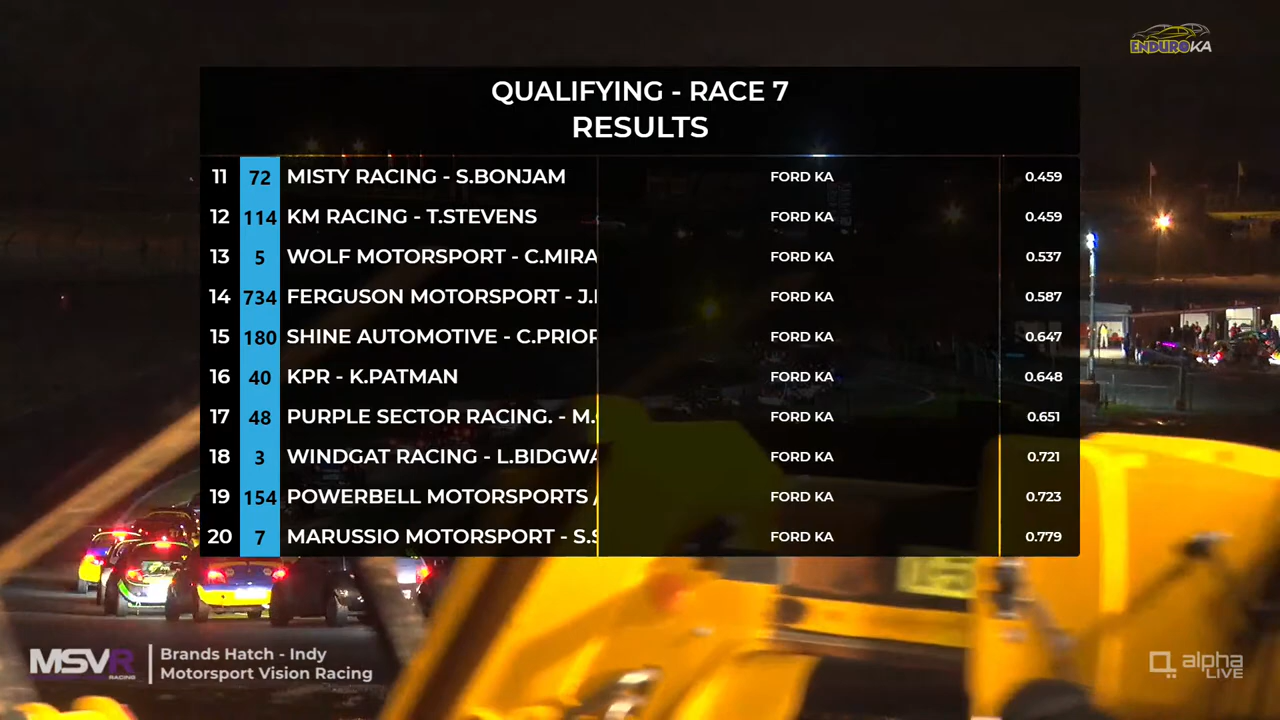 ENDUROKA
QUALIFYING - RACE 7
RESULTS
11 72 MISTY RACING - S.BONJAM FORD KA 0.459
12 114 KM RACING - T.STEVENS FORD KA 0.459
13 5 WOLF MOTORSPORT - C.MIRA FORD KA 0.537
14 734 FERGUSON MOTORSPORT - J. FORD KA 0.587
15 180 SHINE AUTOMOTIVE - C.PRIOR FORD KA 0.647
16 40 KPR - K.PATMAN FORD KA 0.648
17 48 PURPLE SECTOR RACING. - M. FORD KA 0.651
18 3 WINDGAT RACING - L.BIDGWA FORD KA 0.721
19 154 POWERBELL MOTORSPORTS FORD KA 0.723
20 7 MARUSSIO MOTORSPORT - S.S FORD KA 0.779
MSVR
RACING
Brands Hatch - Indy
Motorsport Vision Racing
alpha
LIVE